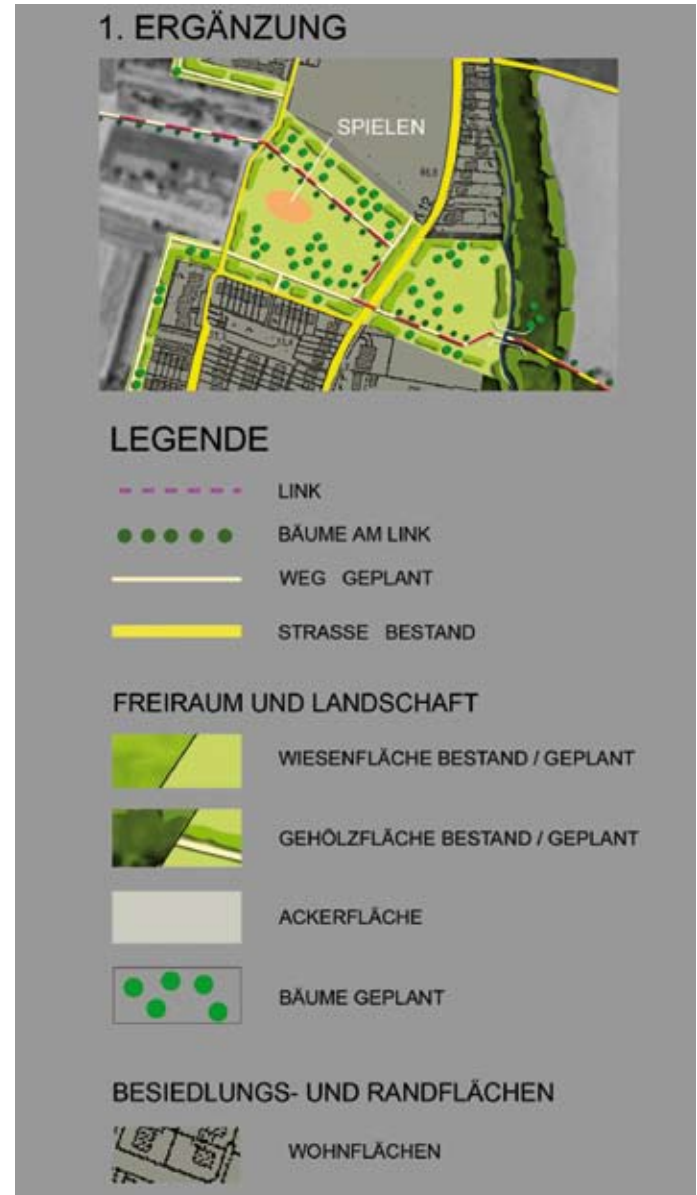 1. ERGÄNZUNG
SPIELEN
LEGENDE
LINK
BÄUME AM LINK
WEG GEPLANT
STRASSE BESTAND
FREIRAUM UND LANDSCHAFT
WIESENFLÄCHE BESTAND / GEPLANT
GEHÖLZFLÄCHE BESTAND / GEPLANT
ACKERFLÄCHE
BÄUME GEPLANT
BESIEDLUNGS- UND RANDFLÄCHEN
WOHNFLÄCHEN